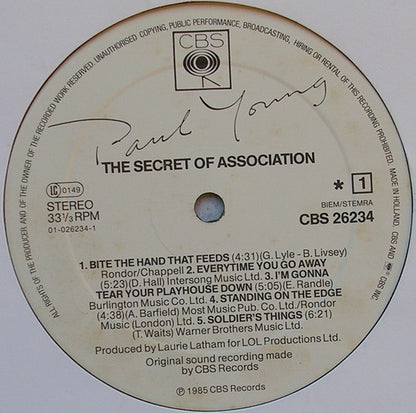 ALL RIGHTS OF THE PRODUCER AND OF THE OWNER OF THE RECORDED WORK RESERVED. UNAUTHORISED COPYING, PUBLIC PERFORMANCE, BROADCASTING, HIRING OR RENTING OF THIS RECORDING PROHIBITED. MADE IN HOLLAND. CBS AND
CBS INC.
CBS
Paul Young
THE SECRET OF ASSOCIATION
LC 0149
STEREO
33 1/3 RPM
01-026234-1
* 1
BIEM/STEMRA
CBS 26234
1. BITE THE HAND THAT FEEDS (4:31)(G. Lyle - B. Livsey)
Rondor/Chappell 2. EVERYTIME YOU GO AWAY
(5:23)(D. Hall) Intersong Music Ltd. 3. I'M GONNA
TEAR YOUR PLAYHOUSE DOWN (5:05)(E. Randle)
Burlington Music Co. Ltd. 4. STANDING ON THE EDGE
(4:38)(A. Barfield) Most Music Pub. Co. Ltd./Rondor
Music (London) Ltd. 5. SOLDIER'S THINGS (6:21)
(T. Waits) Warner Brothers Music Ltd.
Produced by Laurie Latham for LOL Productions Ltd.
Original sound recording made
by CBS Records
℗ 1985 CBS Records